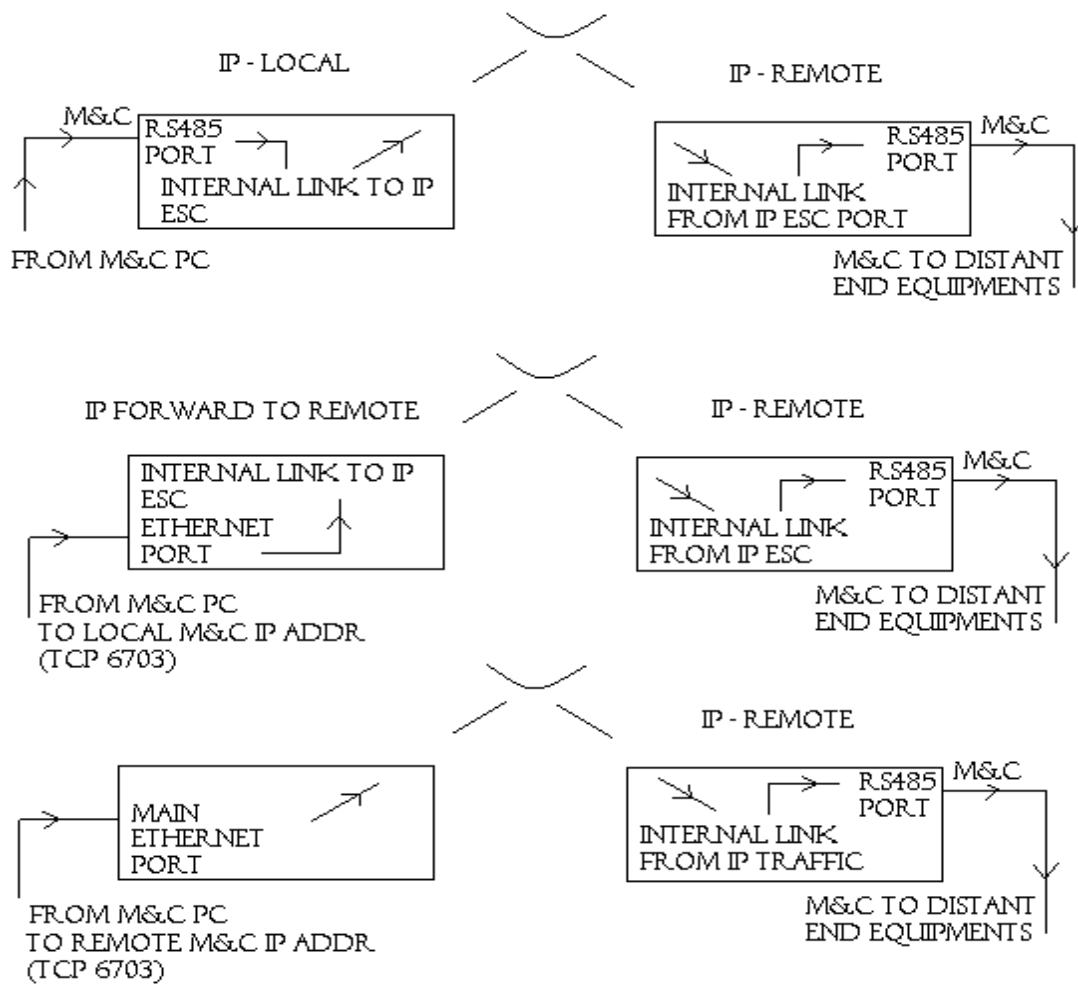 IP - LOCAL
IP - REMOTE
M&C
RS485
PORT
INTERNAL LINK TO IP
ESC
FROM M&C PC
RS485
PORT
M&C
INTERNAL LINK
FROM IP ESC PORT
M&C TO DISTANT
END EQUIPMENTS
IP FORWARD TO REMOTE
IP - REMOTE
INTERNAL LINK TO IP
ESC
ETHERNET
PORT
FROM M&C PC
TO LOCAL M&C IP ADDR
(TCP 6703)
RS485
PORT
M&C
INTERNAL LINK
FROM IP ESC
M&C TO DISTANT
END EQUIPMENTS
IP - REMOTE
MAIN
ETHERNET
PORT
FROM M&C PC
TO REMOTE M&C IP ADDR
(TCP 6703)
RS485
PORT
M&C
INTERNAL LINK
FROM IP TRAFFIC
M&C TO DISTANT
END EQUIPMENTS